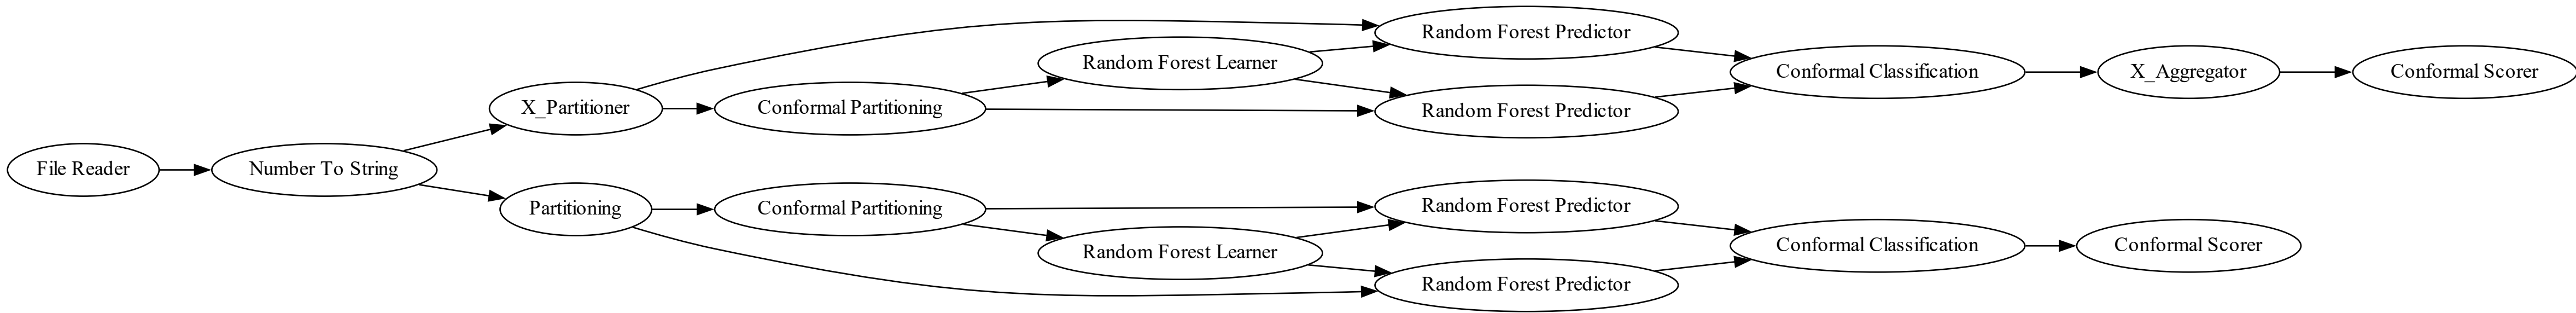 File Reader
Number To String
X_Partitioner
Conformal Partitioning
Random Forest Learner
Random Forest Predictor
Random Forest Predictor
Conformal Classification
X_Aggregator
Conformal Scorer
Partitioning
Conformal Partitioning
Random Forest Learner
Random Forest Predictor
Random Forest Predictor
Conformal Classification
Conformal Scorer